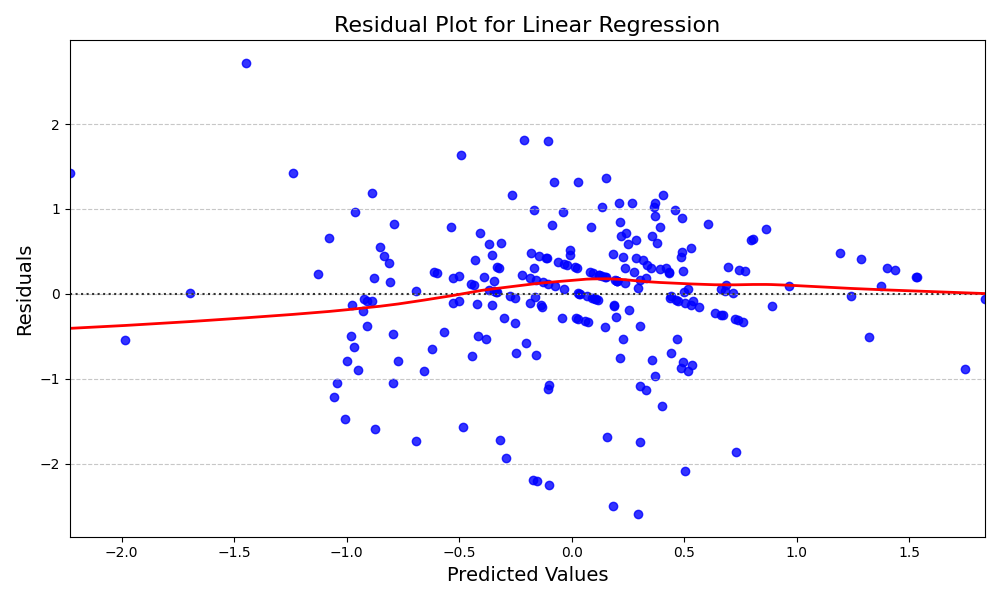 Residual Plot for Linear Regression
Residuals
2
1
0
−1
−2
−2.0 −1.5 −1.0 −0.5 0.0 0.5 1.0 1.5
Predicted Values